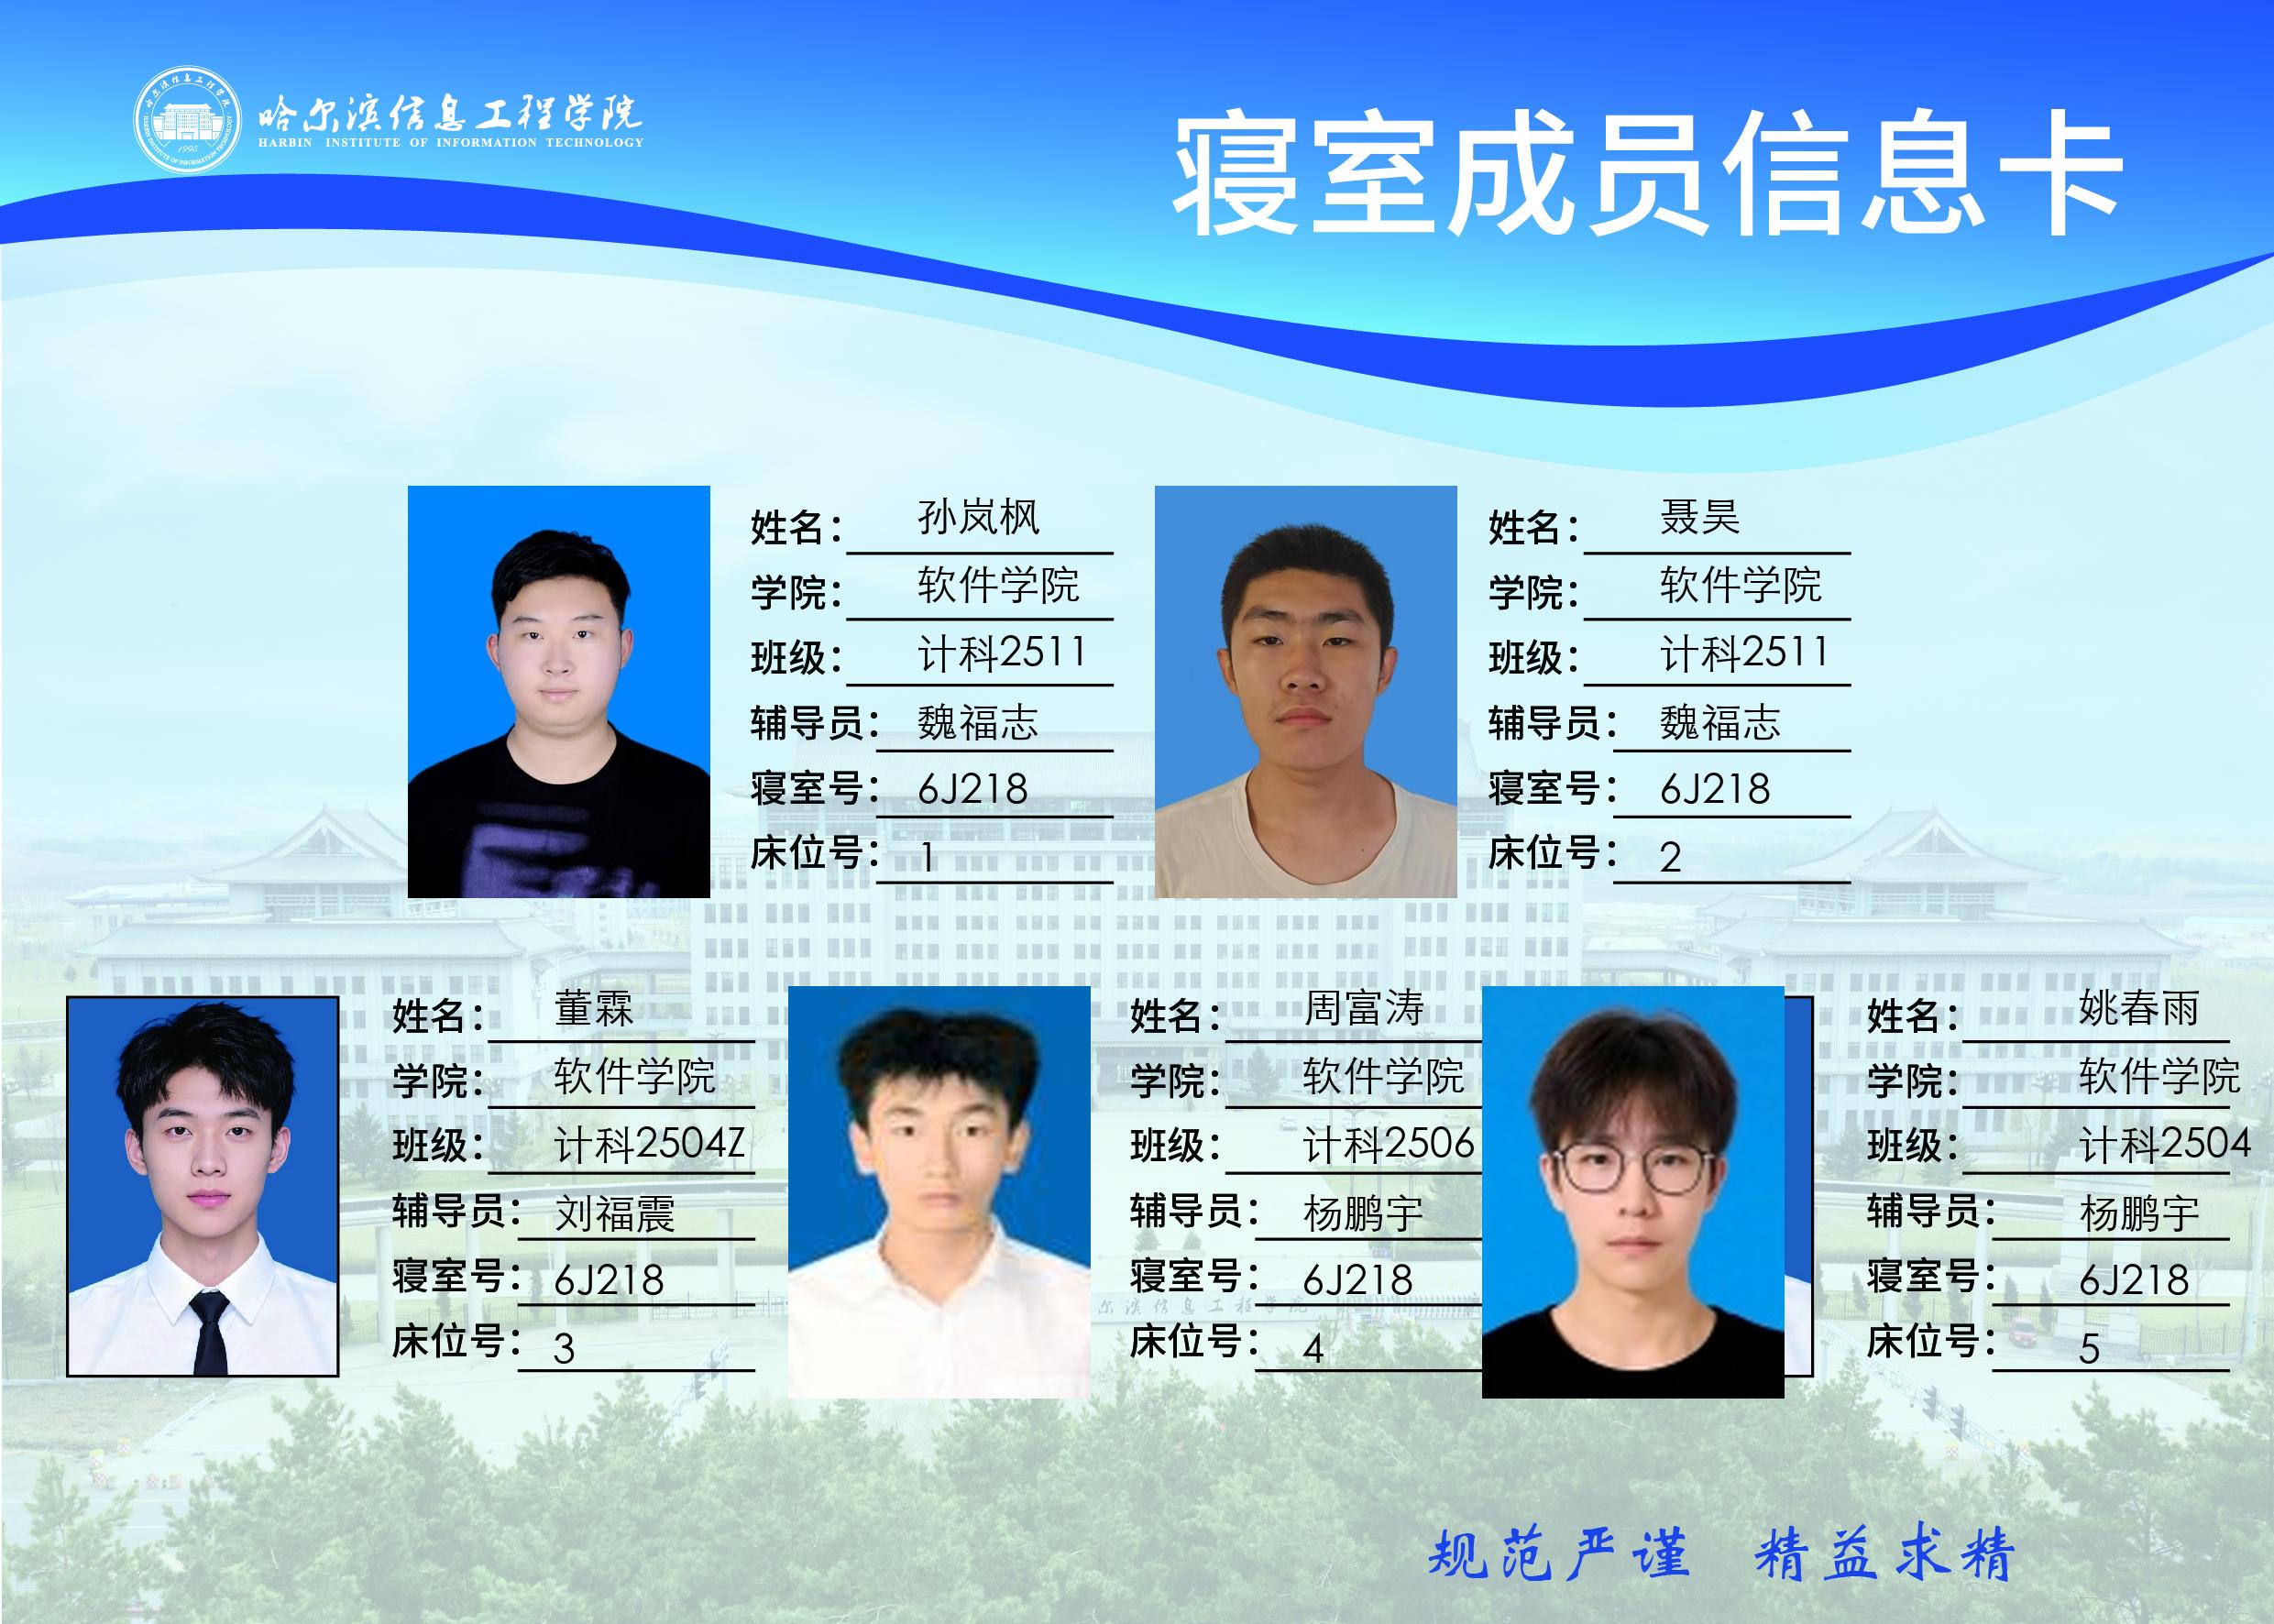 哈尔滨信息工程学院
HARBIN INSTITUTE OF INFORMATION TECHNOLOGY
1995
寝室成员信息卡
姓名： 孙岚枫
学院： 软件学院
班级： 计科2511
辅导员： 魏福志
寝室号： 6J218
床位号： 1
姓名： 聂昊
学院： 软件学院
班级： 计科2511
辅导员： 魏福志
寝室号： 6J218
床位号： 2
姓名： 董霖
学院： 软件学院
班级： 计科2504Z
辅导员： 刘福震
寝室号： 6J218
床位号： 3
姓名： 周富涛
学院： 软件学院
班级： 计科2506
辅导员： 杨鹏宇
寝室号： 6J218
床位号： 4
姓名： 姚春雨
学院： 软件学院
班级： 计科2504
辅导员： 杨鹏宇
寝室号： 6J218
床位号： 5
尔滨信息工程学院
规范严谨 精益求精